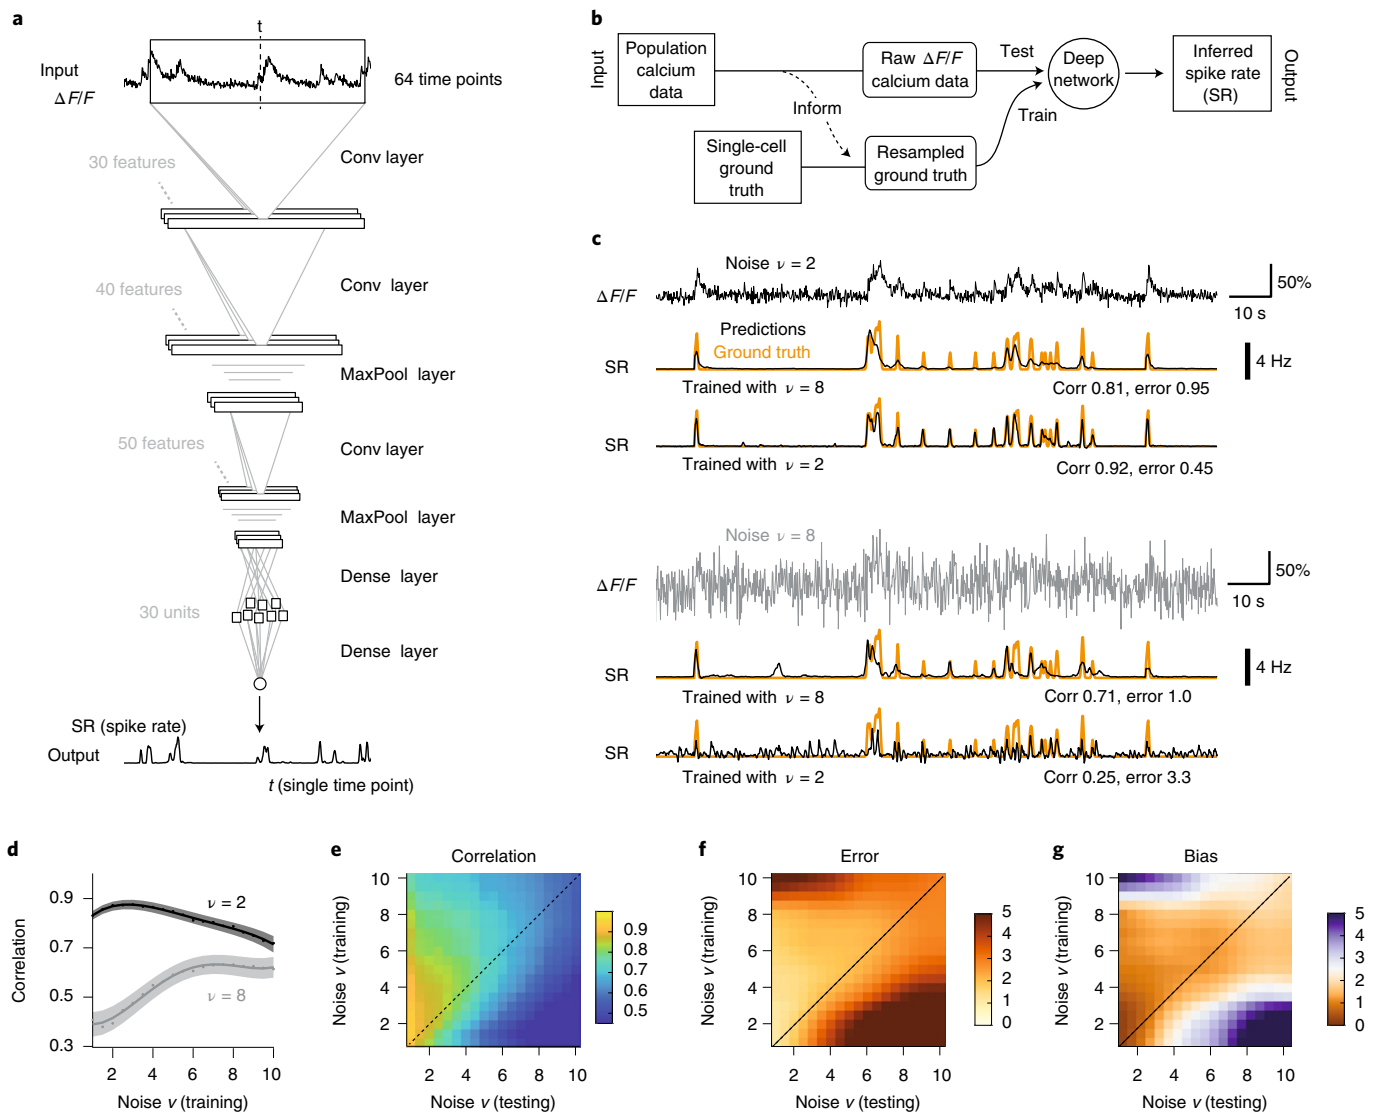 a
t
Input
ΔF/F
64 time points
30 features
Conv layer
40 features
Conv layer
MaxPool layer
50 features
Conv layer
MaxPool layer
Dense layer
30 units
Dense layer
SR (spike rate)
Output
t (single time point)
b
Input
Population
calcium
data
Raw ΔF/F
calcium data
Test
Deep
network
Inferred
spike rate
(SR)
Output
Inform
Train
Single-cell
ground
truth
Resampled
ground truth
c
Noise ν = 2
ΔF/F
50%
10 s
Predictions
Ground truth
SR
4 Hz
Trained with ν = 8
Corr 0.81, error 0.95
SR
Trained with ν = 2
Corr 0.92, error 0.45
Noise ν = 8
ΔF/F
50%
10 s
SR
4 Hz
Trained with ν = 8
Corr 0.71, error 1.0
SR
Trained with ν = 2
Corr 0.25, error 3.3
d
Correlation
0.9
0.7
0.5
0.3
ν = 2
ν = 8
2 4 6 8 10
Noise ν (training)
e
Correlation
Noise ν (training)
10
8
6
4
2
2 4 6 8 10
Noise ν (testing)
0.9
0.8
0.7
0.6
0.5
f
Error
Noise ν (training)
10
8
6
4
2
2 4 6 8 10
Noise ν (testing)
5
4
3
2
1
0
g
Bias
Noise ν (training)
10
8
6
4
2
2 4 6 8 10
Noise ν (testing)
5
4
3
2
1
0